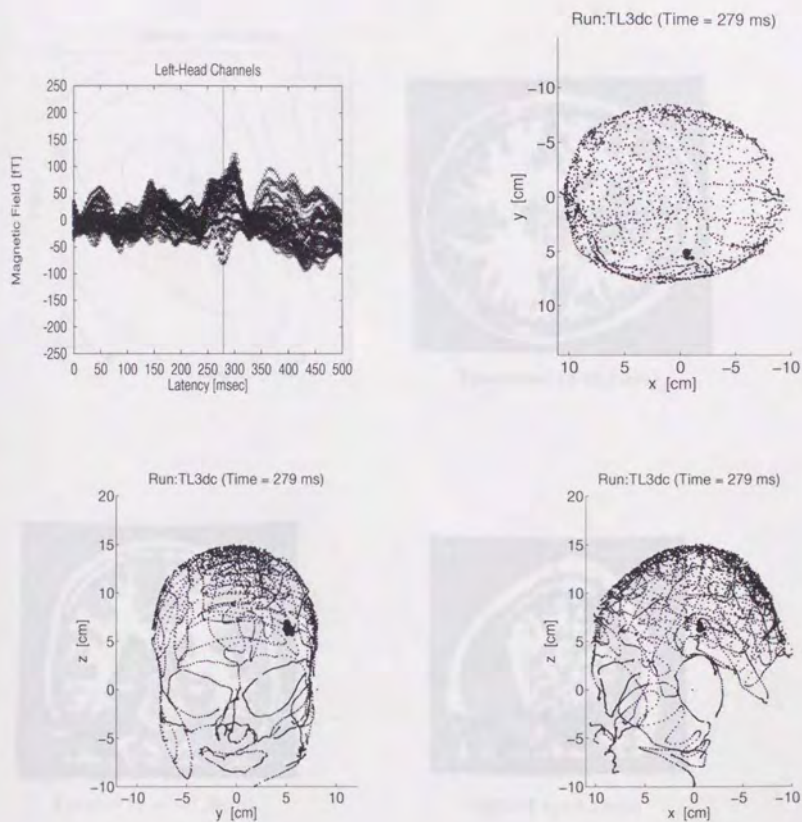 Left-Head Channels
250
200
150
100
50
0
-50
-100
-150
-200
-250
Magnetic Field [fT]
0 50 100 150 200 250 300 350 400 450 500
Latency [msec]
Run:TL3dc (Time = 279 ms)
−10
−5
0
5
10
y [cm]
10 5 0 −5 −10
x [cm]
Run:TL3dc (Time = 279 ms)
20
15
10
5
0
−5
−10
z [cm]
−10 −5 0 5 10
y [cm]
Run:TL3dc (Time = 279 ms)
20
15
10
5
0
−5
−10
z [cm]
10 5 0 −5 −10
x [cm]